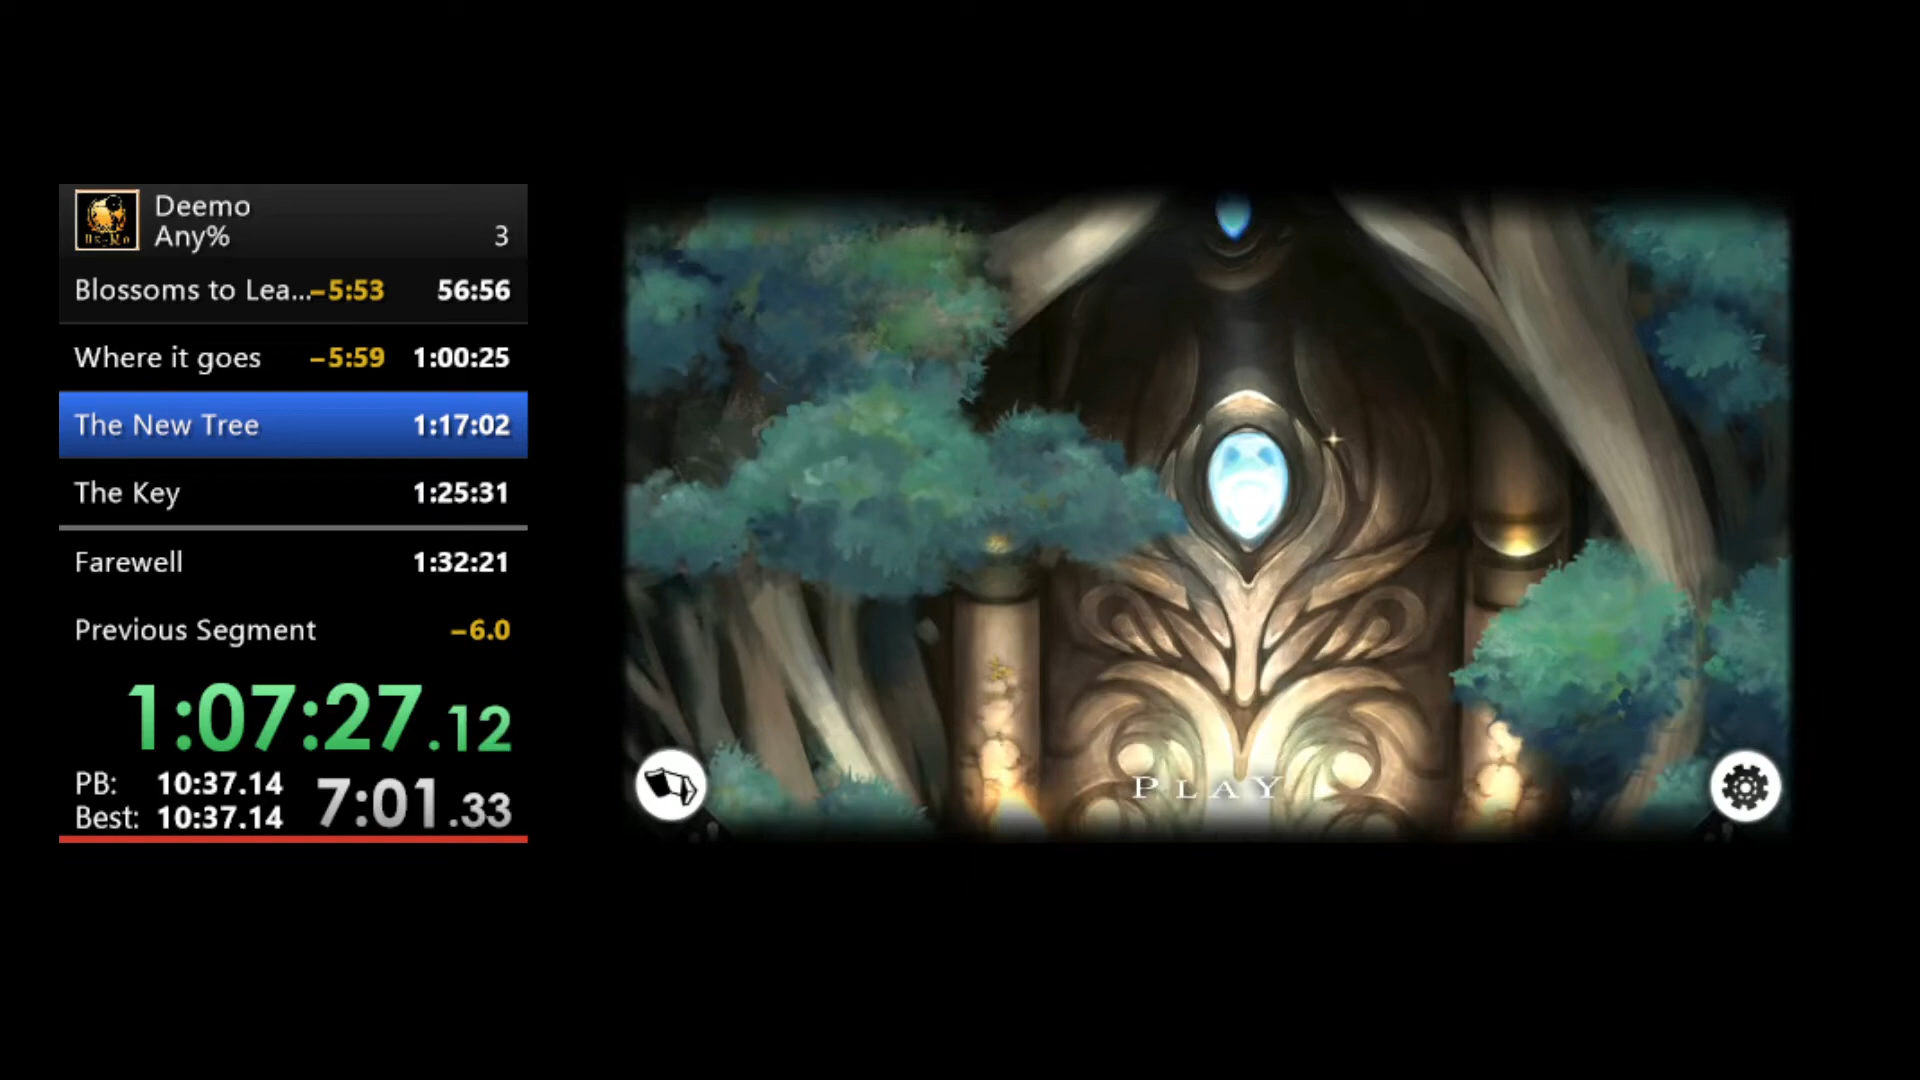 Deemo
Any% 3
Blossoms to Lea... −5:53 56:56
Where it goes −5:59 1:00:25
The New Tree 1:17:02
The Key 1:25:31
Farewell 1:32:21
Previous Segment −6.0
1:07:27.12
PB: 10:37.14 7:01.33
Best: 10:37.14
PLAY